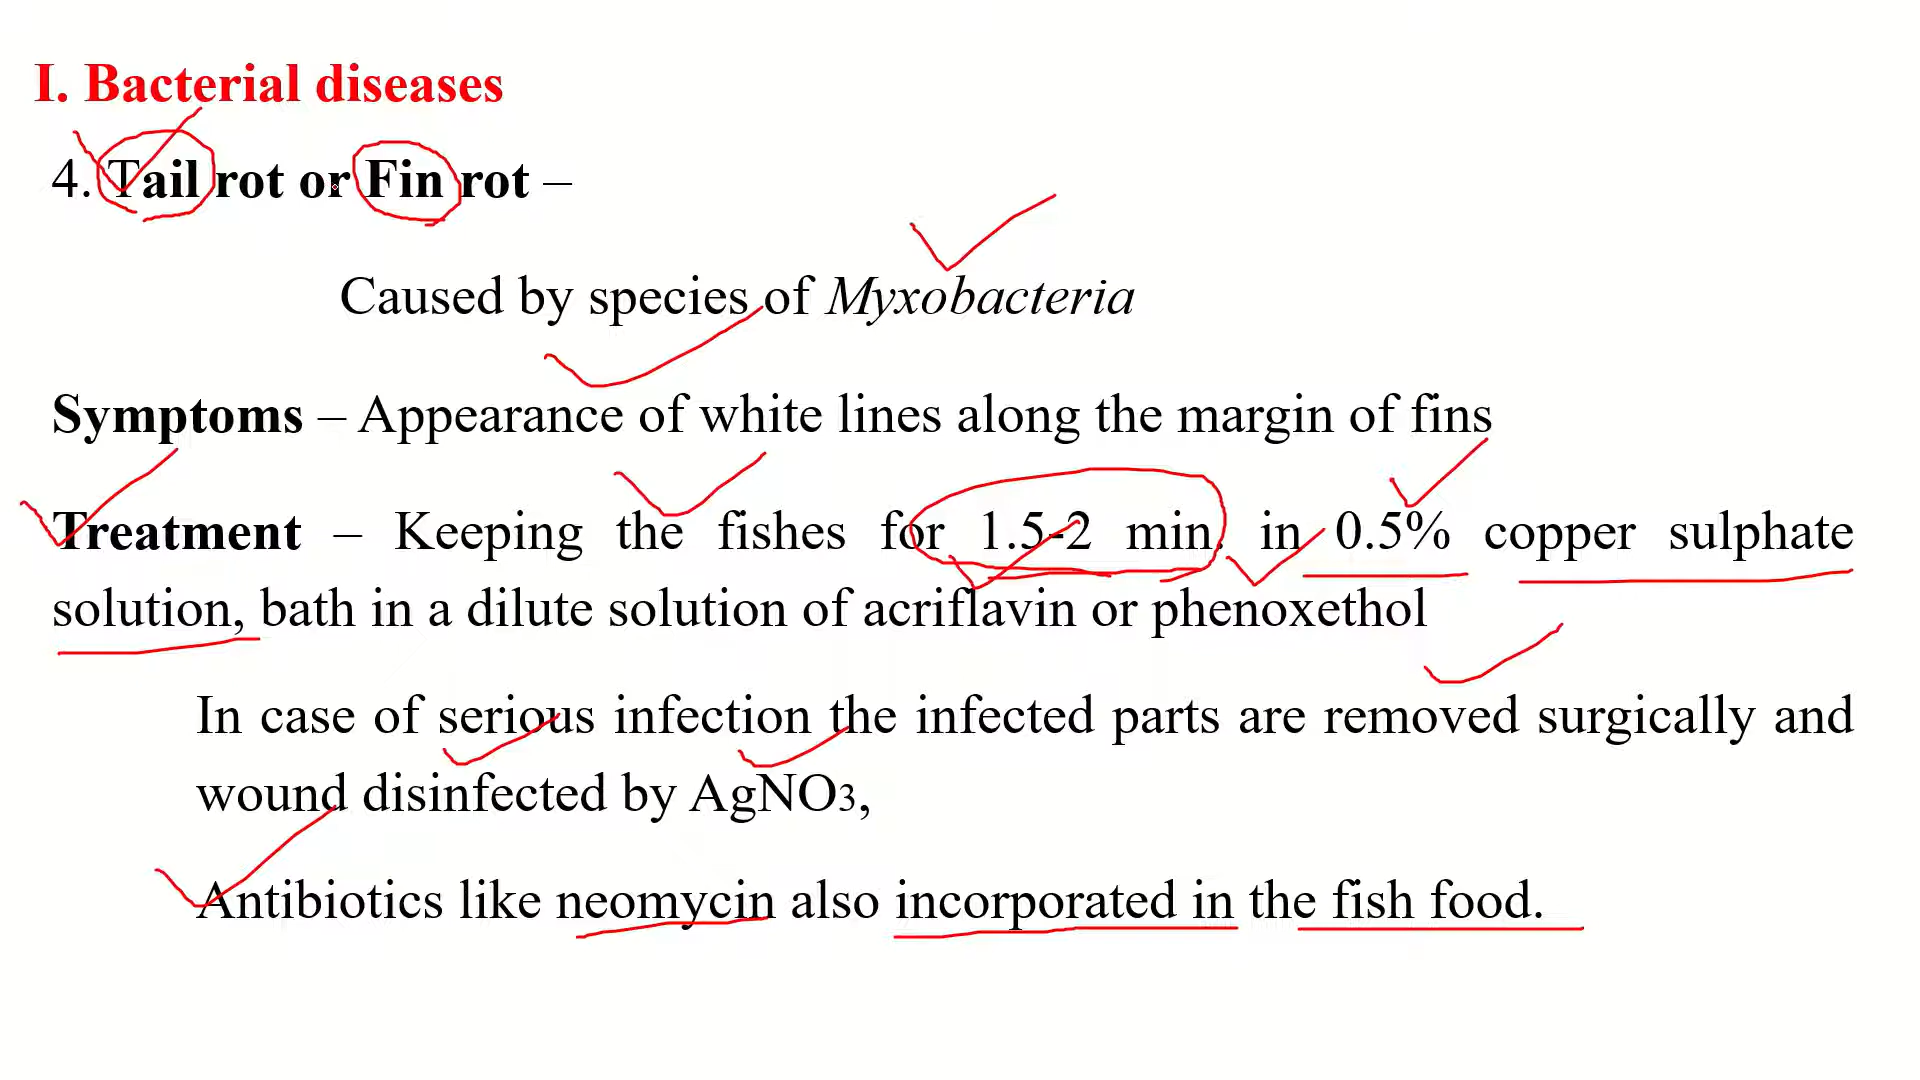 I. Bacterial diseases
4. Tail rot or Fin rot –
Caused by species of Myxobacteria
Symptoms – Appearance of white lines along the margin of fins
Treatment – Keeping the fishes for 1.5-2 min. in 0.5% copper sulphate
solution, bath in a dilute solution of acriflavin or phenoxethol
In case of serious infection the infected parts are removed surgically and
wound disinfected by AgNO3,
Antibiotics like neomycin also incorporated in the fish food.